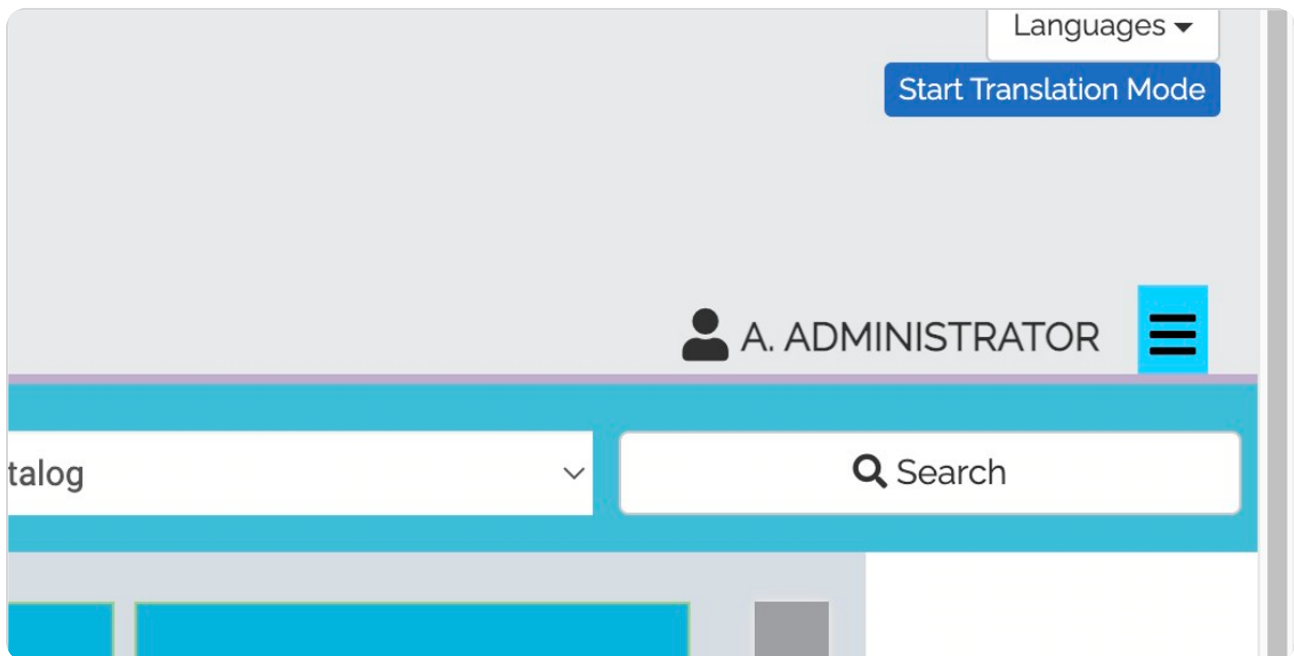 Languages
Start Translation Mode
A. ADMINISTRATOR
talog
Search